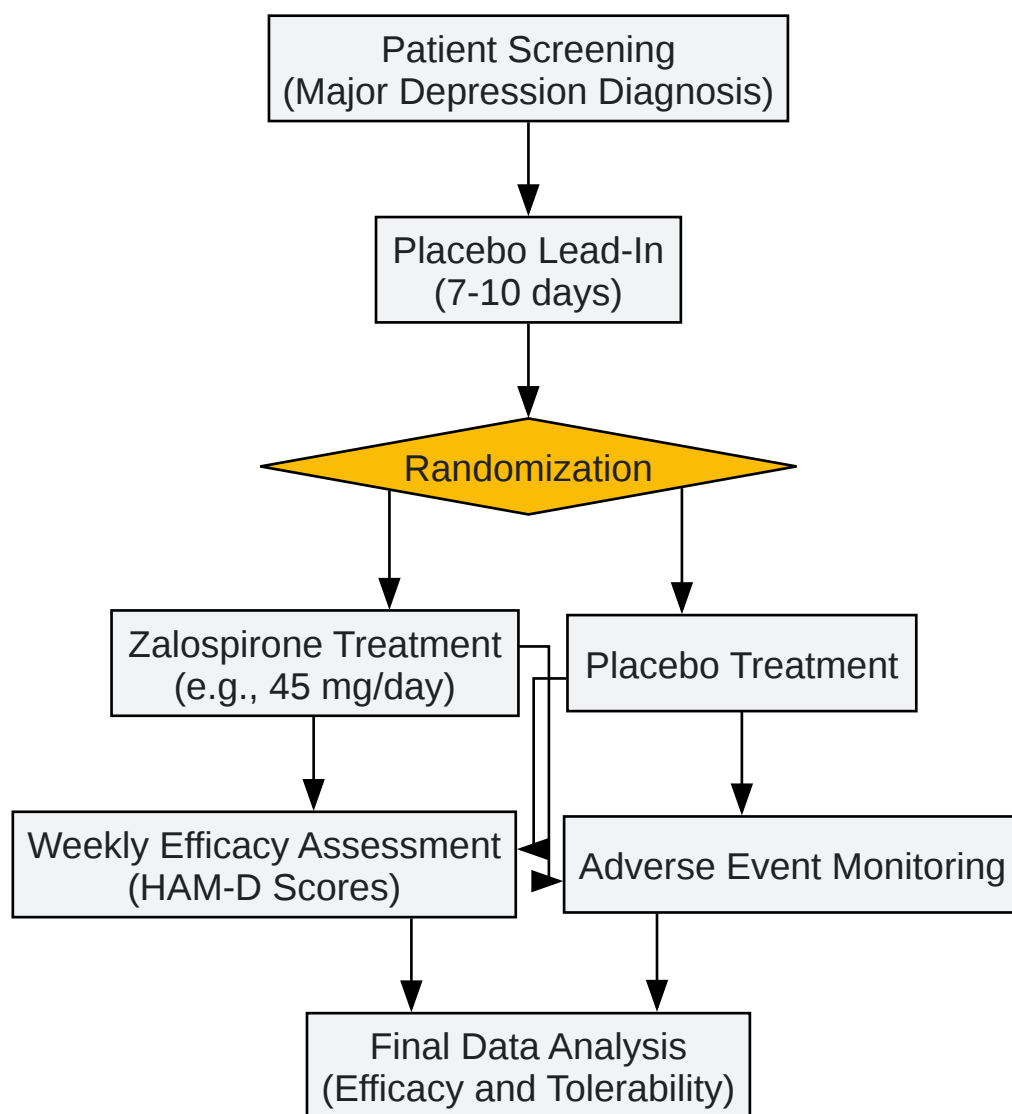 Patient Screening
(Major Depression Diagnosis)
Placebo Lead-In
(7-10 days)
Randomization
Zalospirone Treatment
(e.g., 45 mg/day)
Placebo Treatment
Weekly Efficacy Assessment
(HAM-D Scores)
Adverse Event Monitoring
Final Data Analysis
(Efficacy and Tolerability)